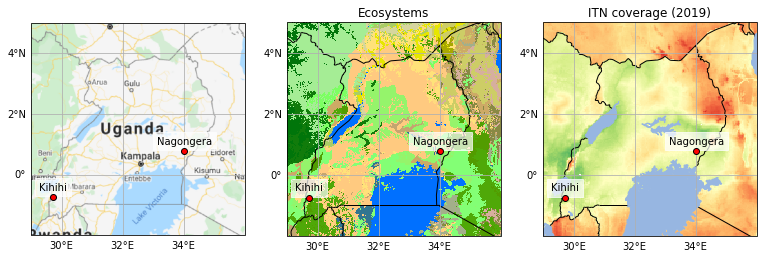 Ecosystems
ITN coverage (2019)
4°N
2°N
0°
30°E
32°E
34°E
Arua
Gulu
Uganda
Nagongera
Kampala
Eldoret
Beni
Entebbe
Kisumu
Na
Kihihi
Mbarara
Lake Victoria
Rwanda
4°N
2°N
0°
30°E
32°E
34°E
Nagongera
Kihihi
4°N
2°N
0°
30°E
32°E
34°E
Nagongera
Kihihi